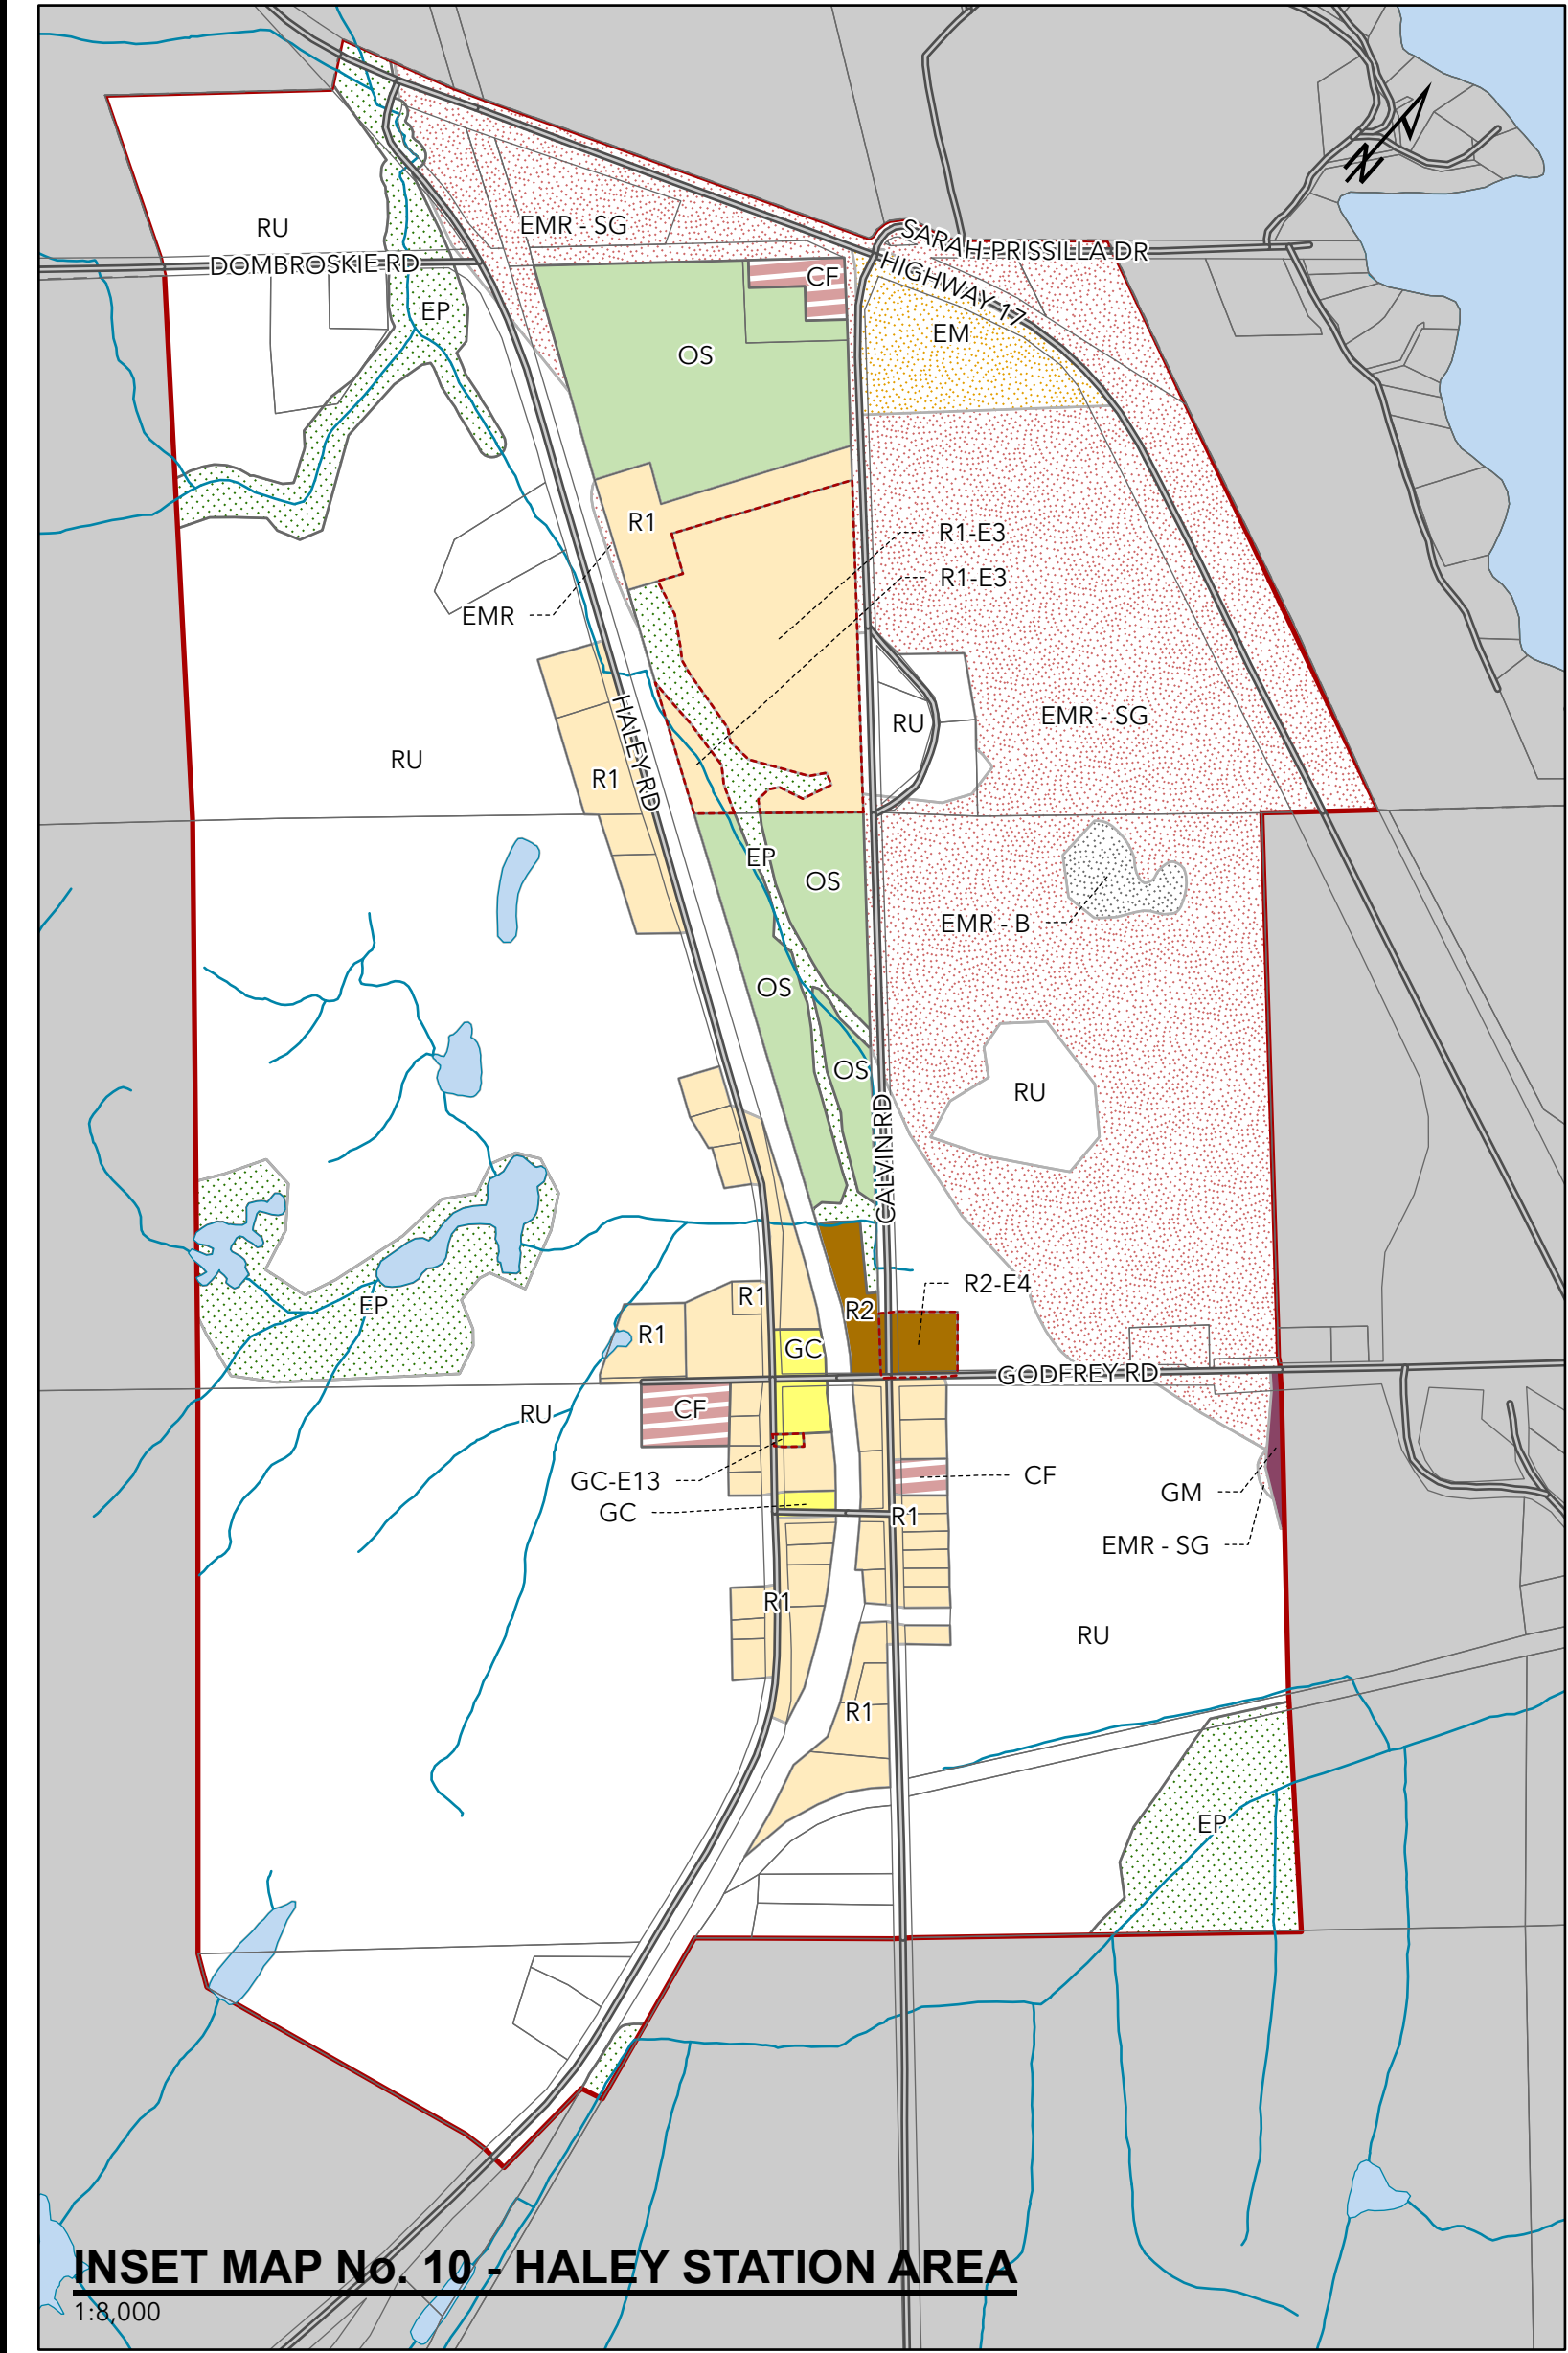 N
RU
EMR - SG
SARAH PRISSILLA DR
DOMBROSKIE RD
HIGHWAY 17
CF
EP
EM
OS
R1
R1-E3
R1-E3
EMR
HALEY RD
RU
EMR - SG
RU
R1
EP
OS
EMR - B
OS
OS
RU
CALVIN RD
R2-E4
R1
EP
R2
R1
GC
GODFREY RD
CF
RU
GC-E13
CF
GM
GC
R1
EMR - SG
R1
RU
R1
EP
INSET MAP No. 10 - HALEY STATION AREA
1:8,000